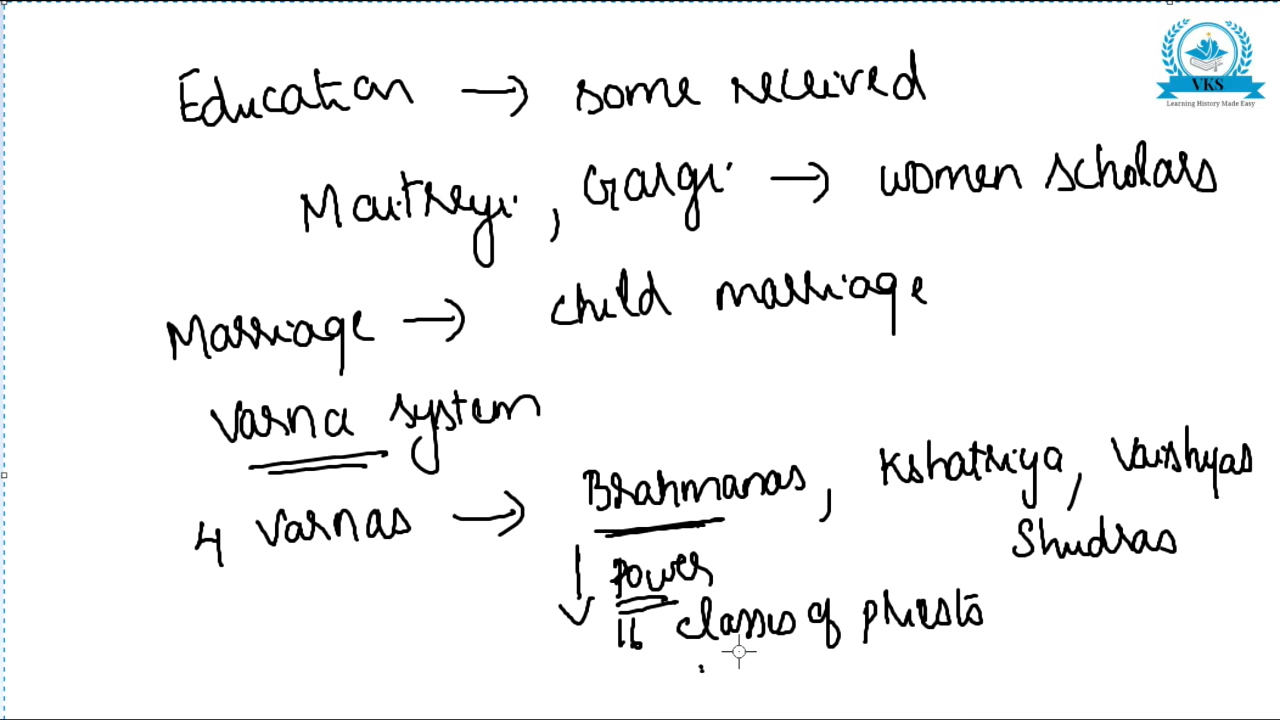 VKS
Learning History Made Easy
Education → some received
Maitreyi, Gargi → women scholars
Marriage → child marriage
Varna system
4 Varnas → Brahmanas, Kshatriya, Vaishyas
Shudras
↓ Power
16 classes of priests